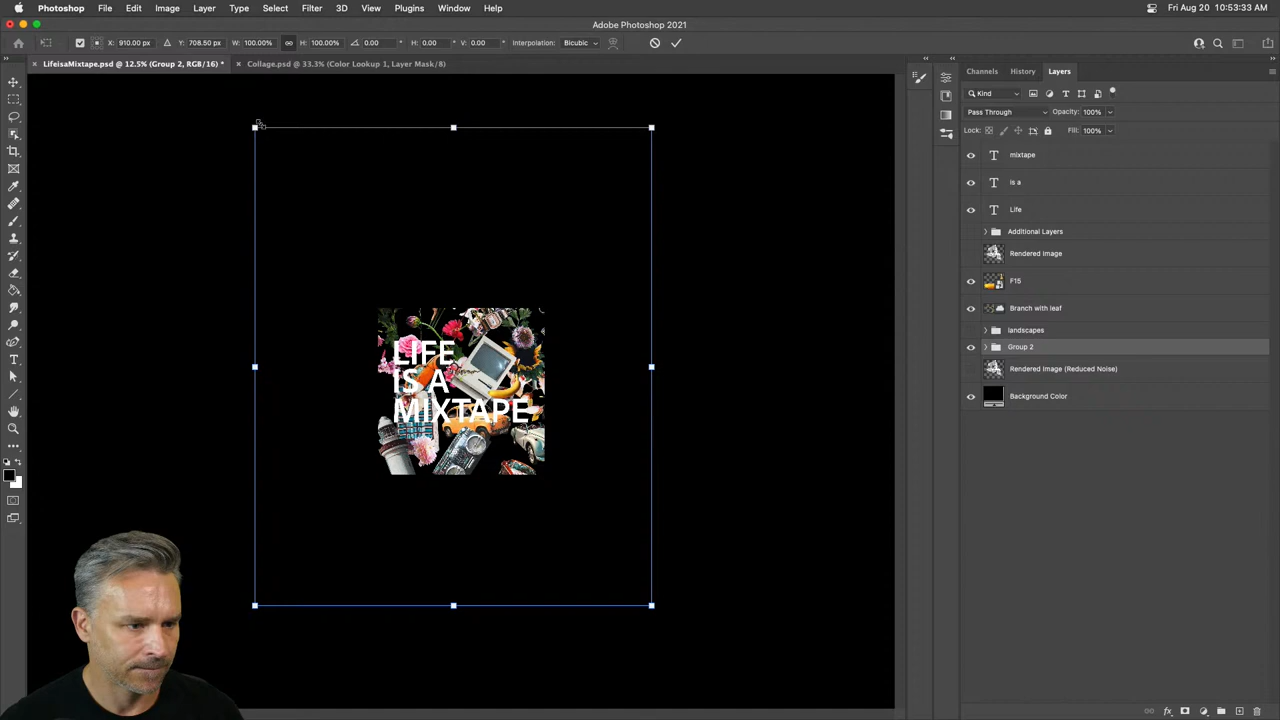 Photoshop File Edit Image Layer Type Select Filter 3D View Plugins Window Help Fri Aug 20 10:53:33 AM
Adobe Photoshop 2021
X: 910.00 px Y: 708.50 px W: 100.00% H: 100.00% 0.00 ° H: 0.00 ° V: 0.00 ° Interpolation: Bicubic
LifeisaMixtape.psd @ 12.5% (Group 2, RGB/16) * Collage.psd @ 33.3% (Color Lookup 1, Layer Mask/8)
Channels History Layers
Kind
Pass Through Opacity: 100%
Lock: Fill: 100%
mixtape
is a
Life
Additional Layers
Rendered Image
F15
Branch with leaf
landscapes
Group 2
Rendered Image (Reduced Noise)
Background Color
LIFE
IS A
MIXTAPE